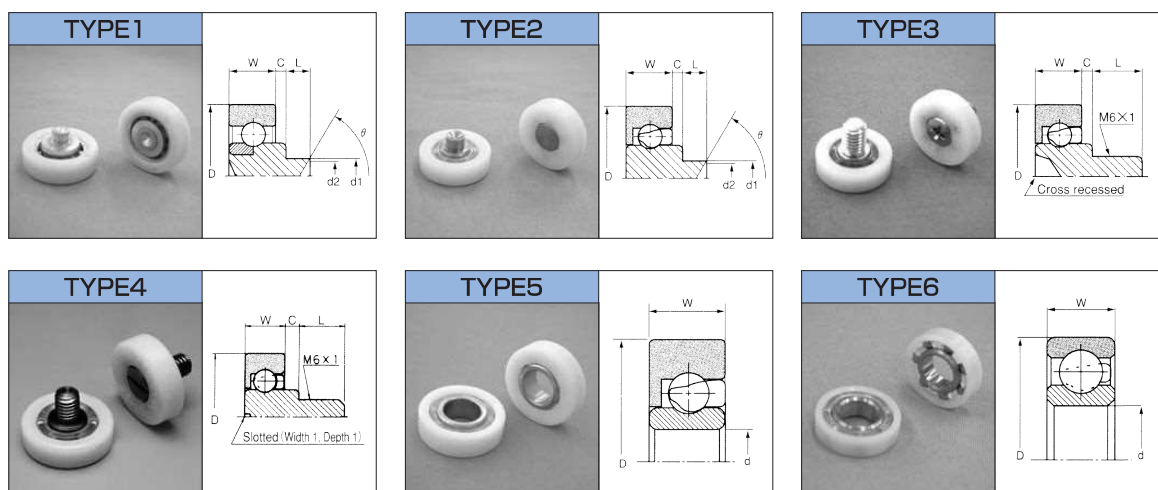 TYPE1
W C L
θ
D
d2 d1
TYPE2
W C L
θ
D
d2 d1
TYPE3
W C L
M6×1
D
Cross recessed
TYPE4
W C L
M6×1
D
Slotted (Width 1, Depth 1)
TYPE5
W
D
d
TYPE6
W
D
d